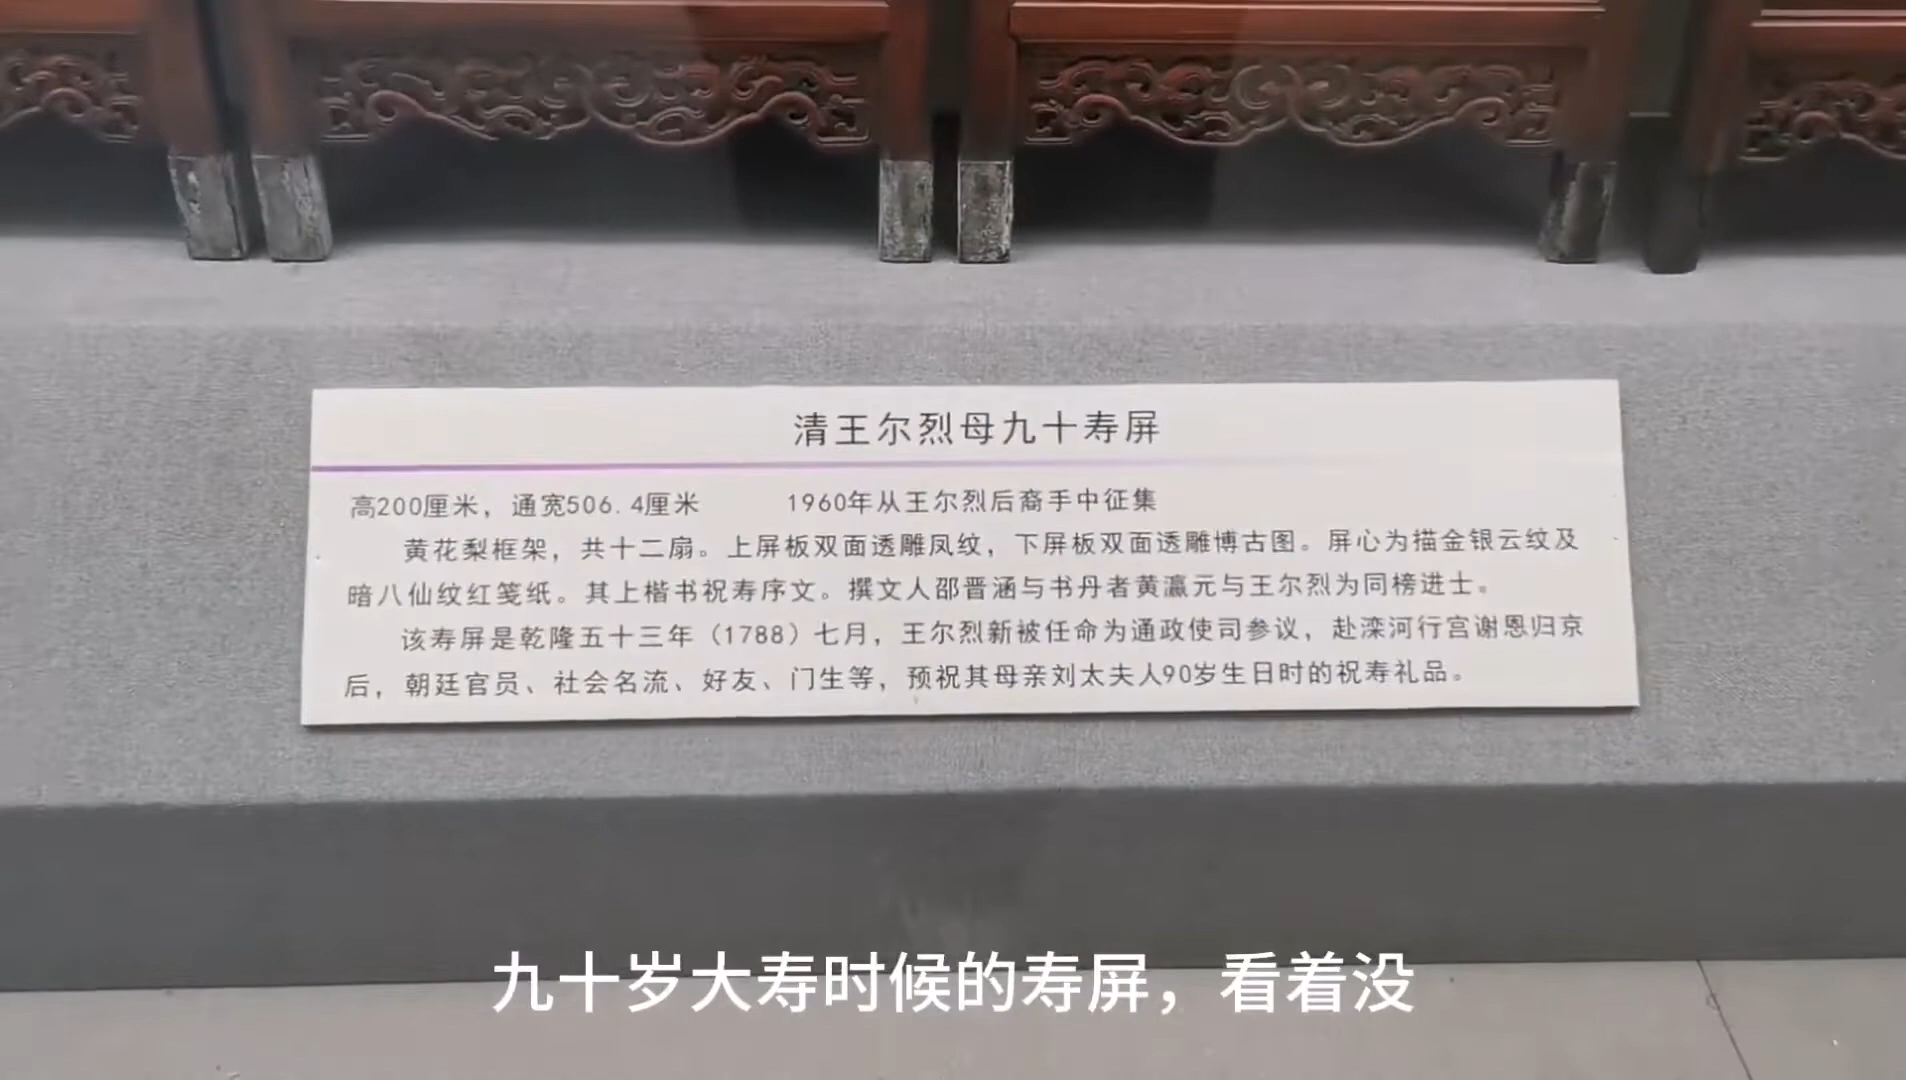 清王尔烈母九十寿屏
高200厘米，通宽506.4厘米 1960年从王尔烈后裔手中征集
黄花梨框架，共十二扇。上屏板双面透雕凤纹，下屏板双面透雕博古图。屏心为描金银云纹及
暗八仙纹红笺纸。其上楷书祝寿序文。撰文人邵晋涵与书丹者黄瀛元与王尔烈为同榜进士。
该寿屏是乾隆五十三年（1788）七月，王尔烈新被任命为通政使司参议，赴滦河行宫谢恩归京
后，朝廷官员、社会名流、好友、门生等，预祝其母亲刘太夫人90岁生日时的祝寿礼品。
九十岁大寿时候的寿屏，看着没